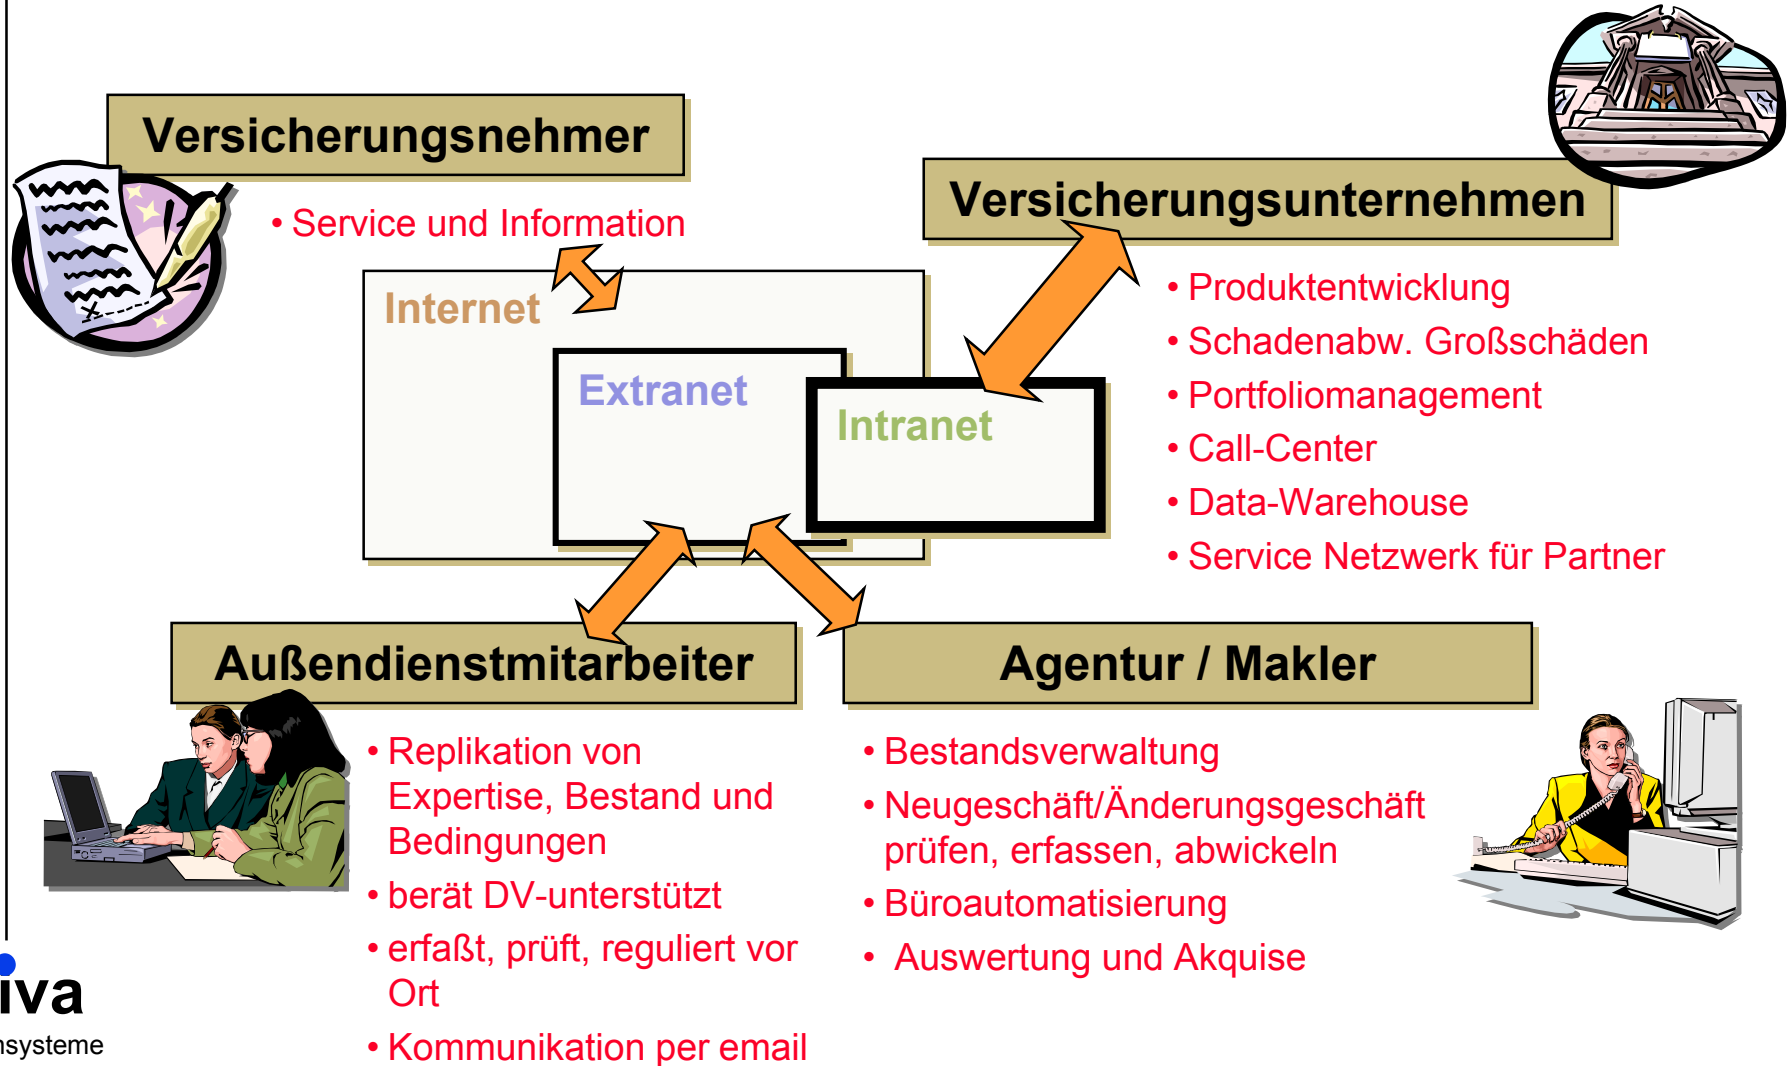 Versicherungsnehmer
• Service und Information
Versicherungsunternehmen
• Produktentwicklung
• Schadenabw. Großschäden
• Portfoliomanagement
• Call-Center
• Data-Warehouse
• Service Netzwerk für Partner
Internet
Extranet
Intranet
Außendienstmitarbeiter
• Replikation von
Expertise, Bestand und
Bedingungen
• berät DV-unterstützt
• erfaßt, prüft, reguliert vor
Ort
• Kommunikation per email
Agentur / Makler
• Bestandsverwaltung
• Neugeschäft/Änderungsgeschäft
prüfen, erfassen, abwickeln
• Büroautomatisierung
• Auswertung und Akquise
iva
nsysteme